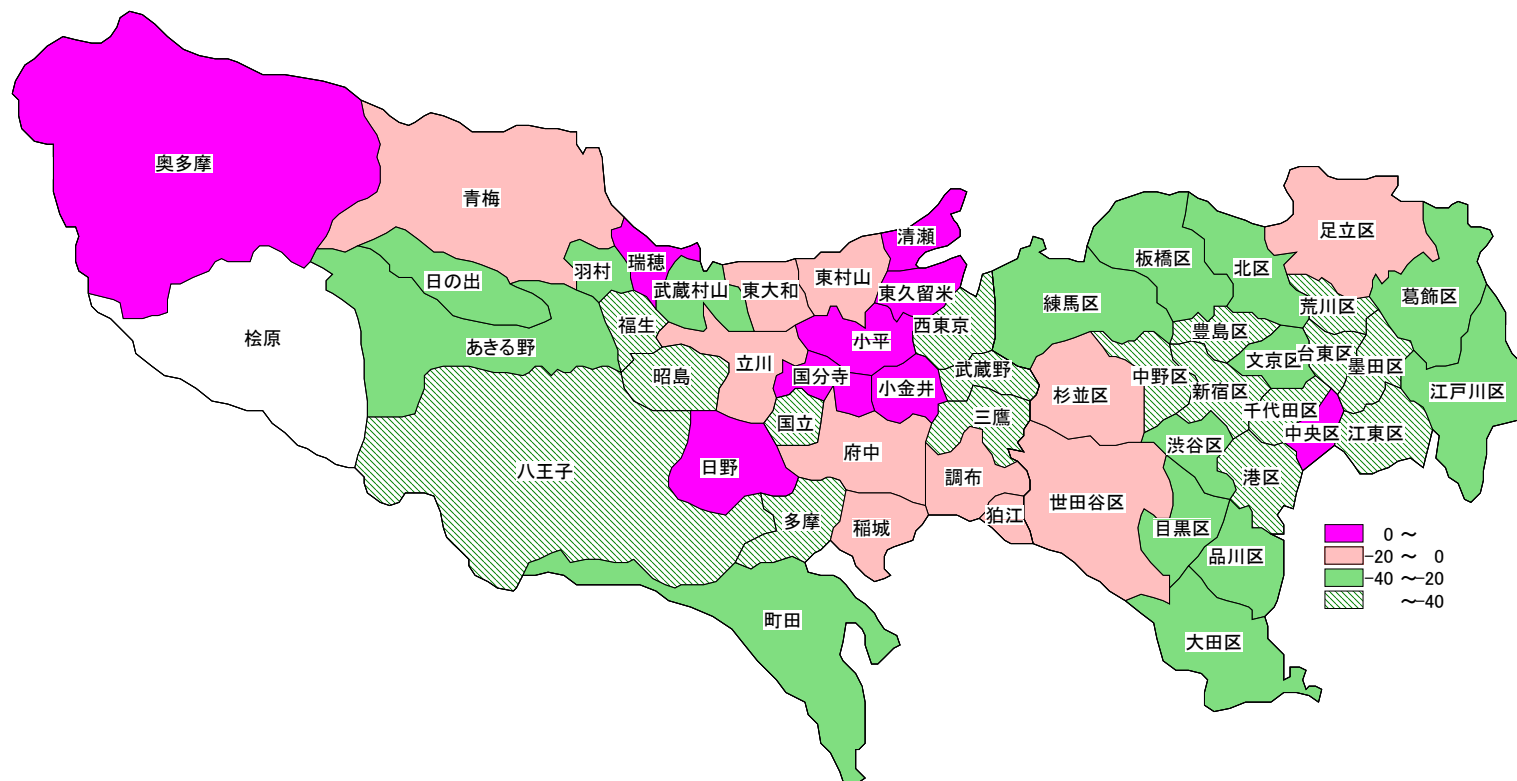 奥多摩
青梅
足立区
清瀬
板橋区
北区
瑞穂
羽村
日の出
武蔵村山
東大和
東村山
東久留米
練馬区
荒川区
葛飾区
福生
西東京
豊島区
桧原
あきる野
小平
文京区
台東区
墨田区
昭島
立川
国分寺
小金井
武蔵野
中野区
新宿区
江戸川区
杉並区
千代田区
国立
三鷹
中央区
江東区
府中
渋谷区
八王子
日野
調布
港区
世田谷区
多摩
稲城
狛江
目黒区
品川区
町田
大田区
0 ~
-20 ~ 0
-40 ~-20
~-40